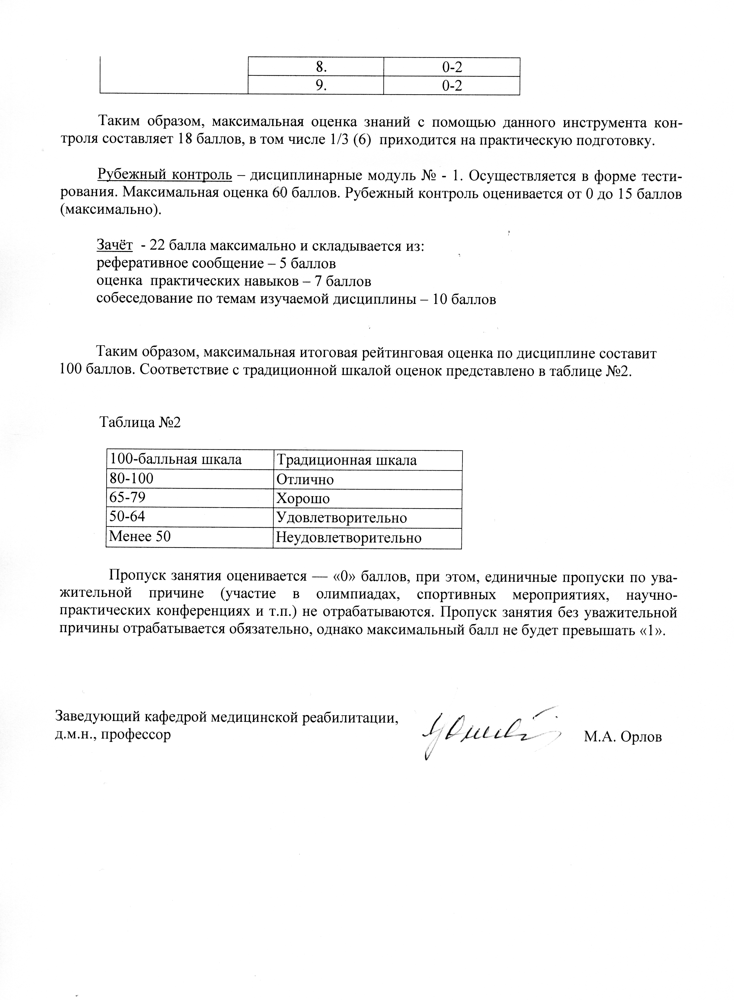 8. 0-2
9. 0-2
Таким образом, максимальная оценка знаний с помощью данного инструмента кон-
троля составляет 18 баллов, в том числе 1/3 (6) приходится на практическую подготовку.
Рубежный контроль – дисциплинарные модуль № - 1. Осуществляется в форме тести-
рования. Максимальная оценка 60 баллов. Рубежный контроль оценивается от 0 до 15 баллов
(максимально).
Зачёт - 22 балла максимально и складывается из:
реферативное сообщение – 5 баллов
оценка практических навыков – 7 баллов
собеседование по темам изучаемой дисциплины – 10 баллов
Таким образом, максимальная итоговая рейтинговая оценка по дисциплине составит
100 баллов. Соответствие с традиционной шкалой оценок представлено в таблице №2.
Таблица №2
100-балльная шкала Традиционная шкала
80-100 Отлично
65-79 Хорошо
50-64 Удовлетворительно
Менее 50 Неудовлетворительно
Пропуск занятия оценивается — «0» баллов, при этом, единичные пропуски по ува-
жительной причине (участие в олимпиадах, спортивных мероприятиях, научно-
практических конференциях и т.п.) не отрабатываются. Пропуск занятия без уважительной
причины отрабатывается обязательно, однако максимальный балл не будет превышать «1».
Заведующий кафедрой медицинской реабилитации,
д.м.н., профессор М.А. Орлов